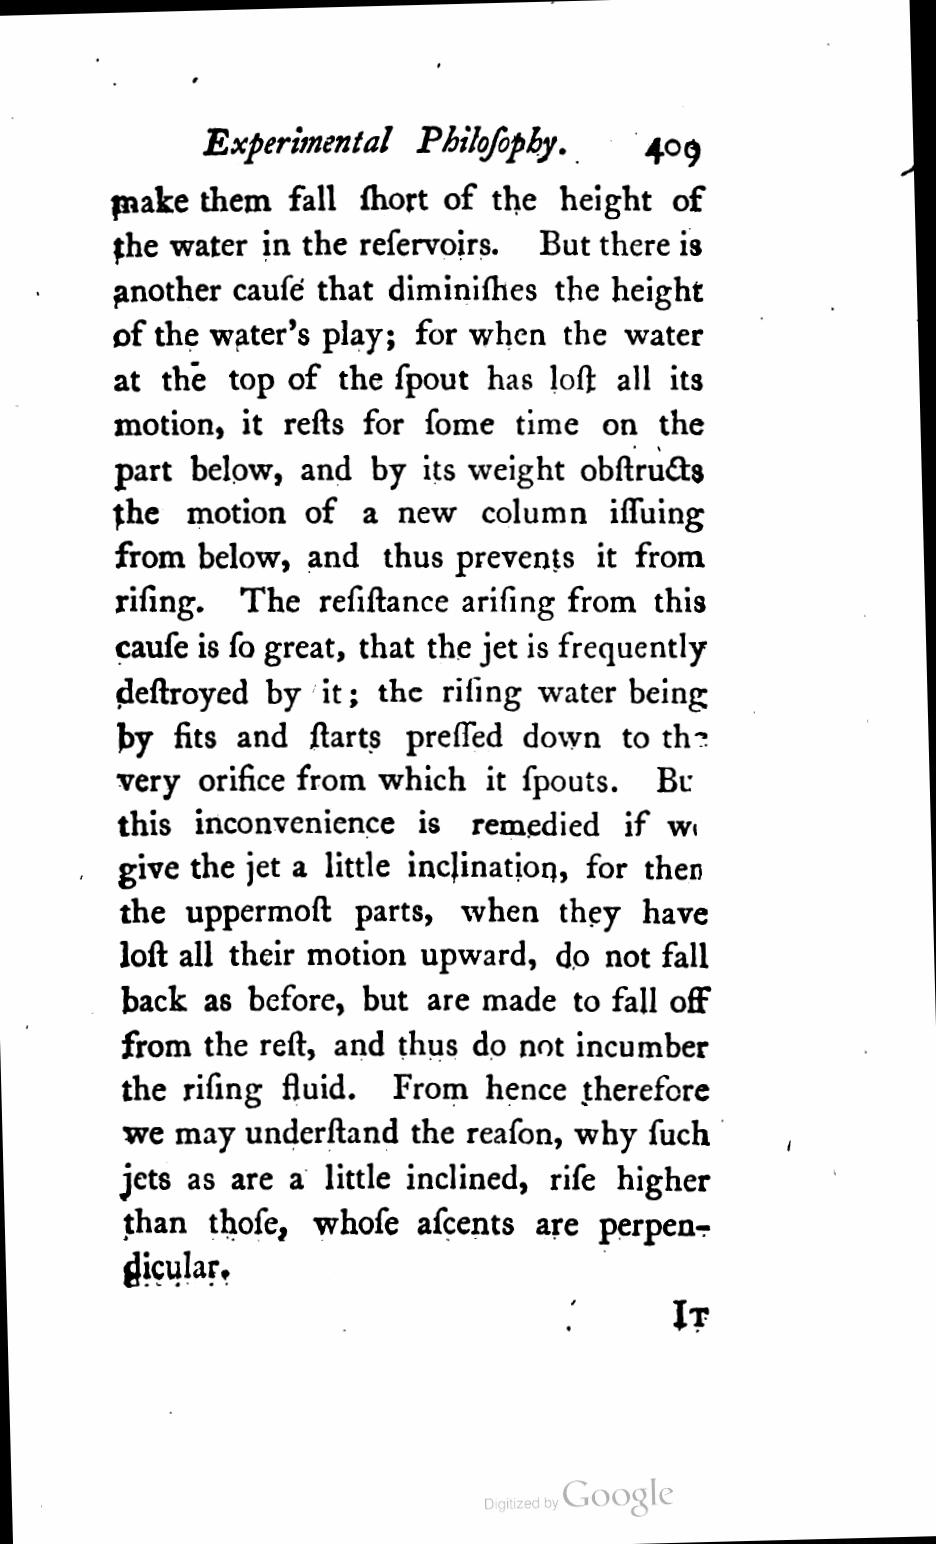 Experimental Philoſophy. 409
make them fall ſhort of the height of
the water in the reſervoirs. But there is
another cauſe that diminiſhes the height
of the water's play; for when the water
at the top of the ſpout has loſt all its
motion, it reſts for ſome time on the
part below, and by its weight obſtructs
the motion of a new column iſſuing
from below, and thus prevents it from
riſing. The reſiſtance ariſing from this
cauſe is ſo great, that the jet is frequently
deſtroyed by it; the riſing water being
by fits and ſtarts preſſed down to the
very orifice from which it ſpouts. Bu
this inconvenience is remedied if we
give the jet a little inclination, for then
the uppermoſt parts, when they have
loſt all their motion upward, do not fall
back as before, but are made to fall off
from the reſt, and thus do not incumber
the riſing fluid. From hence therefore
we may underſtand the reaſon, why ſuch
jets as are a little inclined, riſe higher
than thoſe, whoſe aſcents are perpen-
dicular.
IT
Digitized by Google